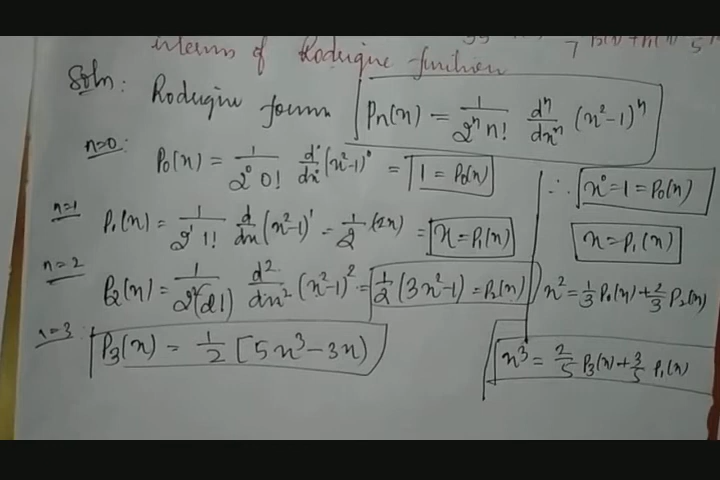 interms of Rodrigue function
Soln: Rodrigue forms Pn(x) = 1/2^n n! d^n/dx^n (x²-1)^n
n=0: P0(x) = 1/2^0 0! d^0/dx^0 (x²-1)^0 = 1 = P0(x)
n=1 P1(x) = 1/2^1 1! d/dx (x²-1)^1 = 1/2 (2x) = x = P1(x)
n=2 P2(x) = 1/2²(2!) d²/dx² (x²-1)² = 1/2 (3x²-1) = P2(x)
n=3 P3(x) = 1/2 [5x³-3x)
∴ x^0 = 1 = P0(x)
x = P1(x)
x² = 1/3 P0(x) + 2/3 P2(x)
x³ = 2/5 P3(x) + 3/5 P1(x)